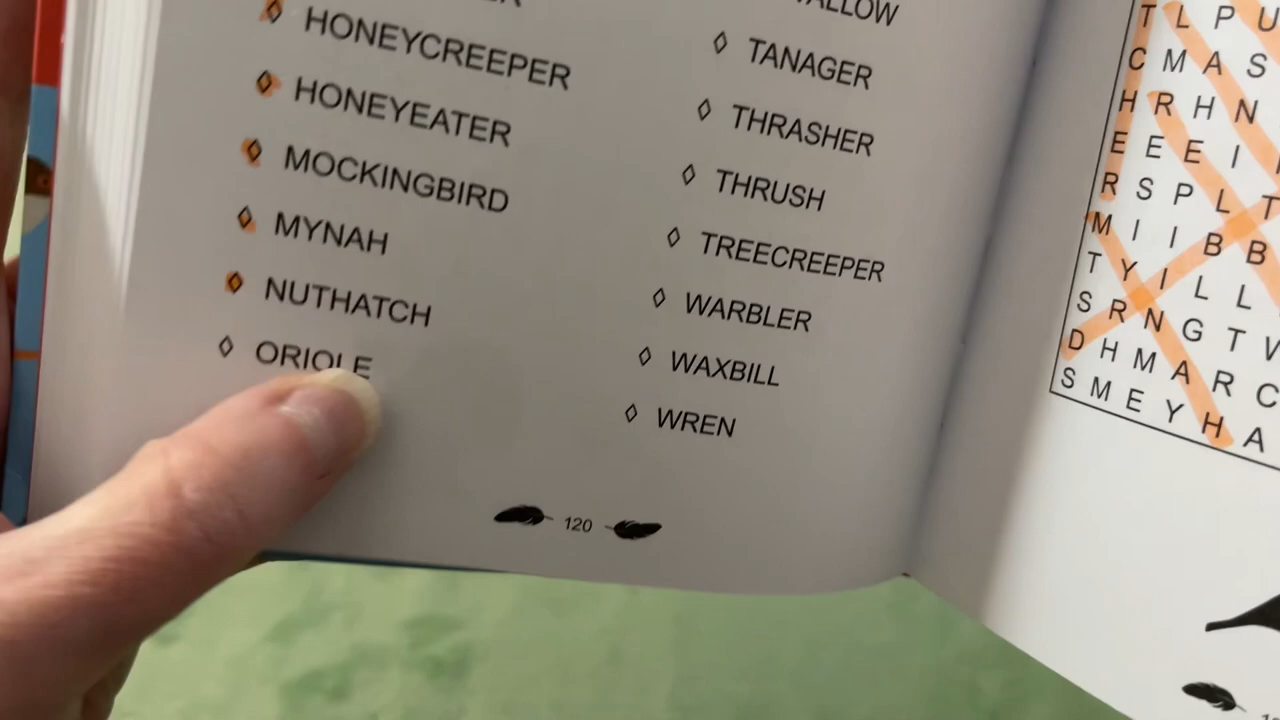 HONEYCREEPER
HONEYEATER
MOCKINGBIRD
MYNAH
NUTHATCH
ORIOLE
TANAGER
THRASHER
THRUSH
TREECREEPER
WARBLER
WAXBILL
WREN
120
T L P U
C M A S
H R H N
E E E I
R S P L T
M I I B B
T Y I L L
S R N G T
D H M A R C
S M E Y H A